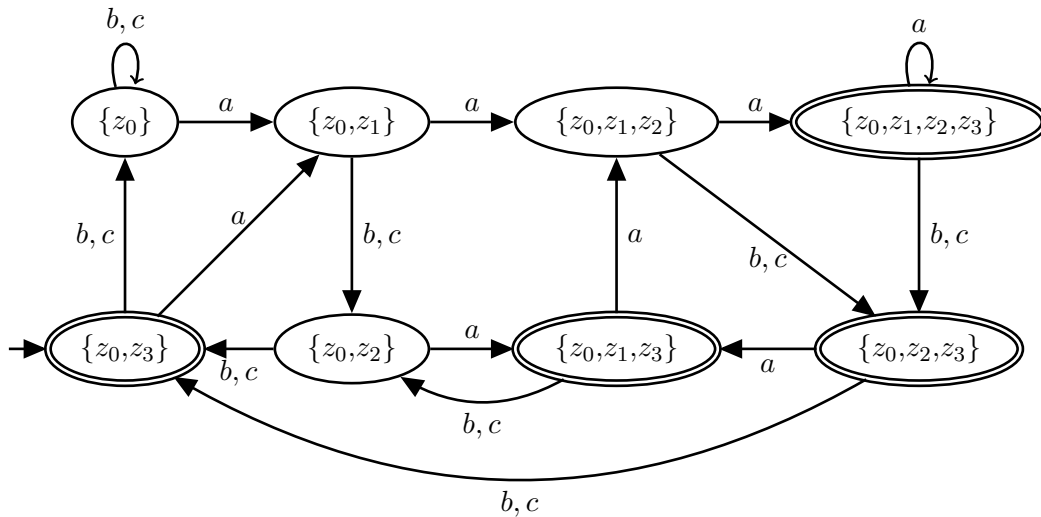 b, c
a
{z₀}
a
{z₀,z₁}
a
{z₀,z₁,z₂}
a
{z₀,z₁,z₂,z₃}
b, c
a
b, c
a
b, c
b, c
{z₀,z₃}
b, c
{z₀,z₂}
a
{z₀,z₁,z₃}
a
{z₀,z₂,z₃}
b, c
b, c